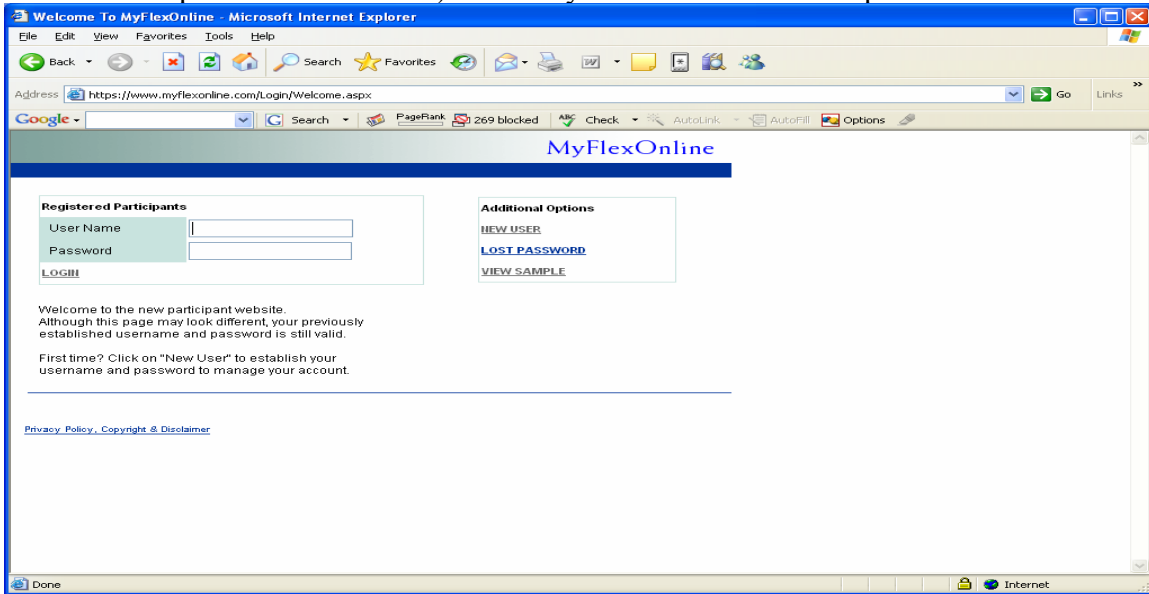 Welcome To MyFlexOnline - Microsoft Internet Explorer
File Edit View Favorites Tools Help
Back Search Favorites
Address https://www.myflexonline.com/Login/Welcome.aspx Go Links »
Google Search PageRank 269 blocked ABC Check AutoLink AutoFill Options
MyFlexOnline
Registered Participants
User Name
Password
LOGIN
Additional Options
NEW USER
LOST PASSWORD
VIEW SAMPLE
Welcome to the new participant website.
Although this page may look different, your previously
established username and password is still valid.
First time? Click on "New User" to establish your
username and password to manage your account.
Privacy Policy, Copyright & Disclaimer
Done Internet